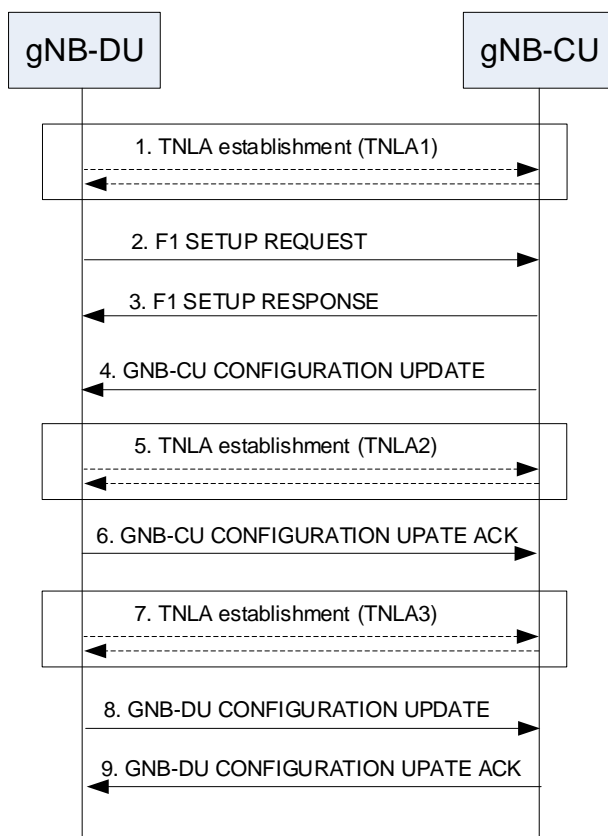 gNB-DU
gNB-CU
1. TNLA establishment (TNLA1)
2. F1 SETUP REQUEST
3. F1 SETUP RESPONSE
4. GNB-CU CONFIGURATION UPDATE
5. TNLA establishment (TNLA2)
6. GNB-CU CONFIGURATION UPATE ACK
7. TNLA establishment (TNLA3)
8. GNB-DU CONFIGURATION UPDATE
9. GNB-DU CONFIGURATION UPATE ACK